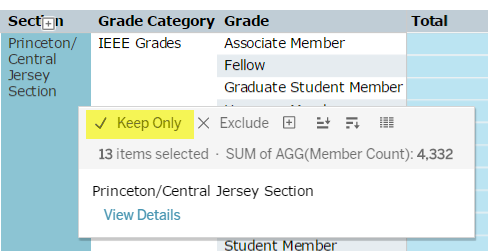 Section Grade Category Grade Total
Princeton/ IEEE Grades Associate Member
Central Fellow
Jersey Graduate Student Member
Section
Keep Only Exclude
13 items selected · SUM of AGG(Member Count): 4,332
Princeton/Central Jersey Section
View Details
Student Member